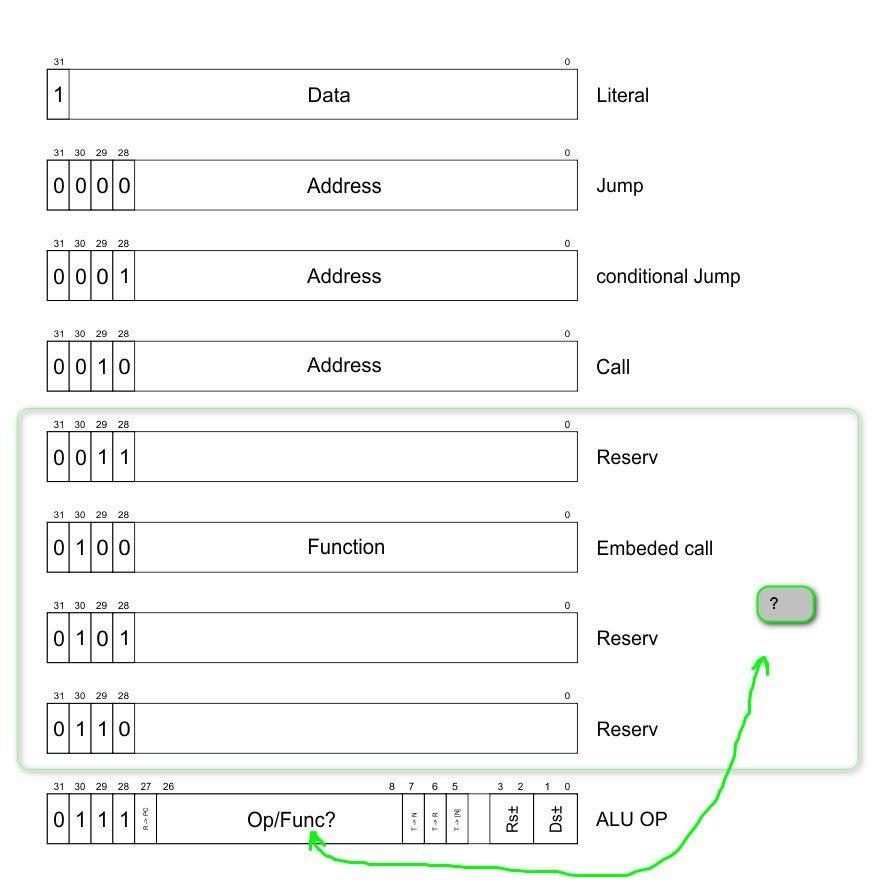 31 0
1 Data Literal
31 30 29 28 0
0 0 0 0 Address Jump
31 30 29 28 0
0 0 0 1 Address conditional Jump
31 30 29 28 0
0 0 1 0 Address Call
31 30 29 28 0
0 0 1 1 Reserv
31 30 29 28 0
0 1 0 0 Function Embeded call
?
31 30 29 28 0
0 1 0 1 Reserv
31 30 29 28 0
0 1 1 0 Reserv
31 30 29 28 27 26 8 7 6 5 3 2 1 0
0 1 1 1 R -> PC Op/Func? T -> N T -> R T -> [N] Rs± Ds± ALU OP